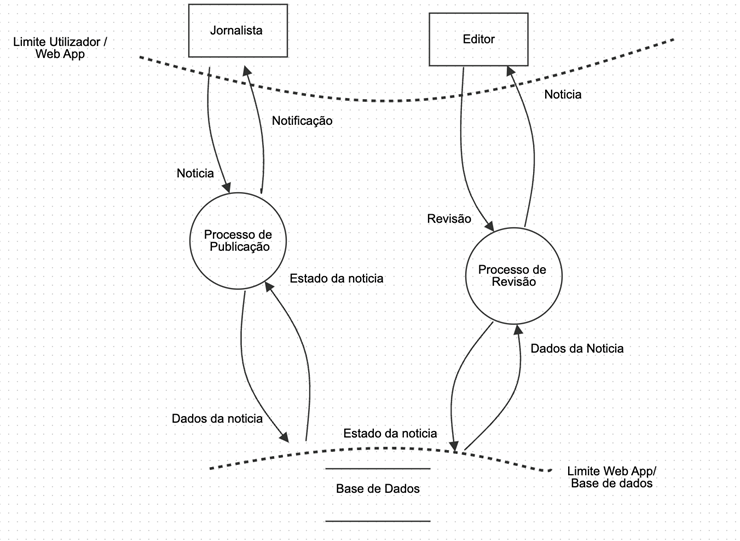 Jornalista
Editor
Limite Utilizador /
Web App
Noticia
Notificação
Noticia
Revisão
Processo de
Publicação
Processo de
Revisão
Estado da noticia
Dados da Noticia
Dados da noticia
Estado da noticia
Limite Web App/
Base de dados
Base de Dados